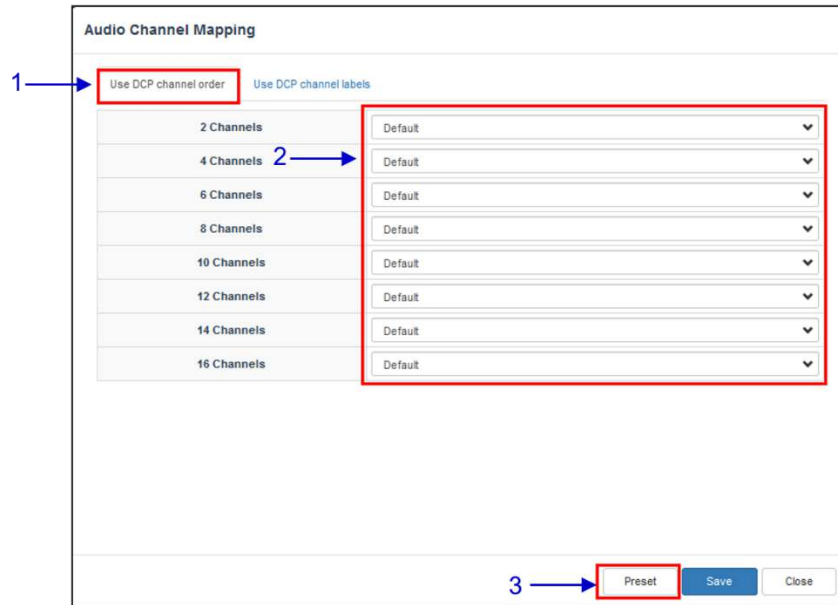 Audio Channel Mapping
1 Use DCP channel order Use DCP channel labels
2 Channels Default
4 Channels 2 Default
6 Channels Default
8 Channels Default
10 Channels Default
12 Channels Default
14 Channels Default
16 Channels Default
3 Preset Save Close